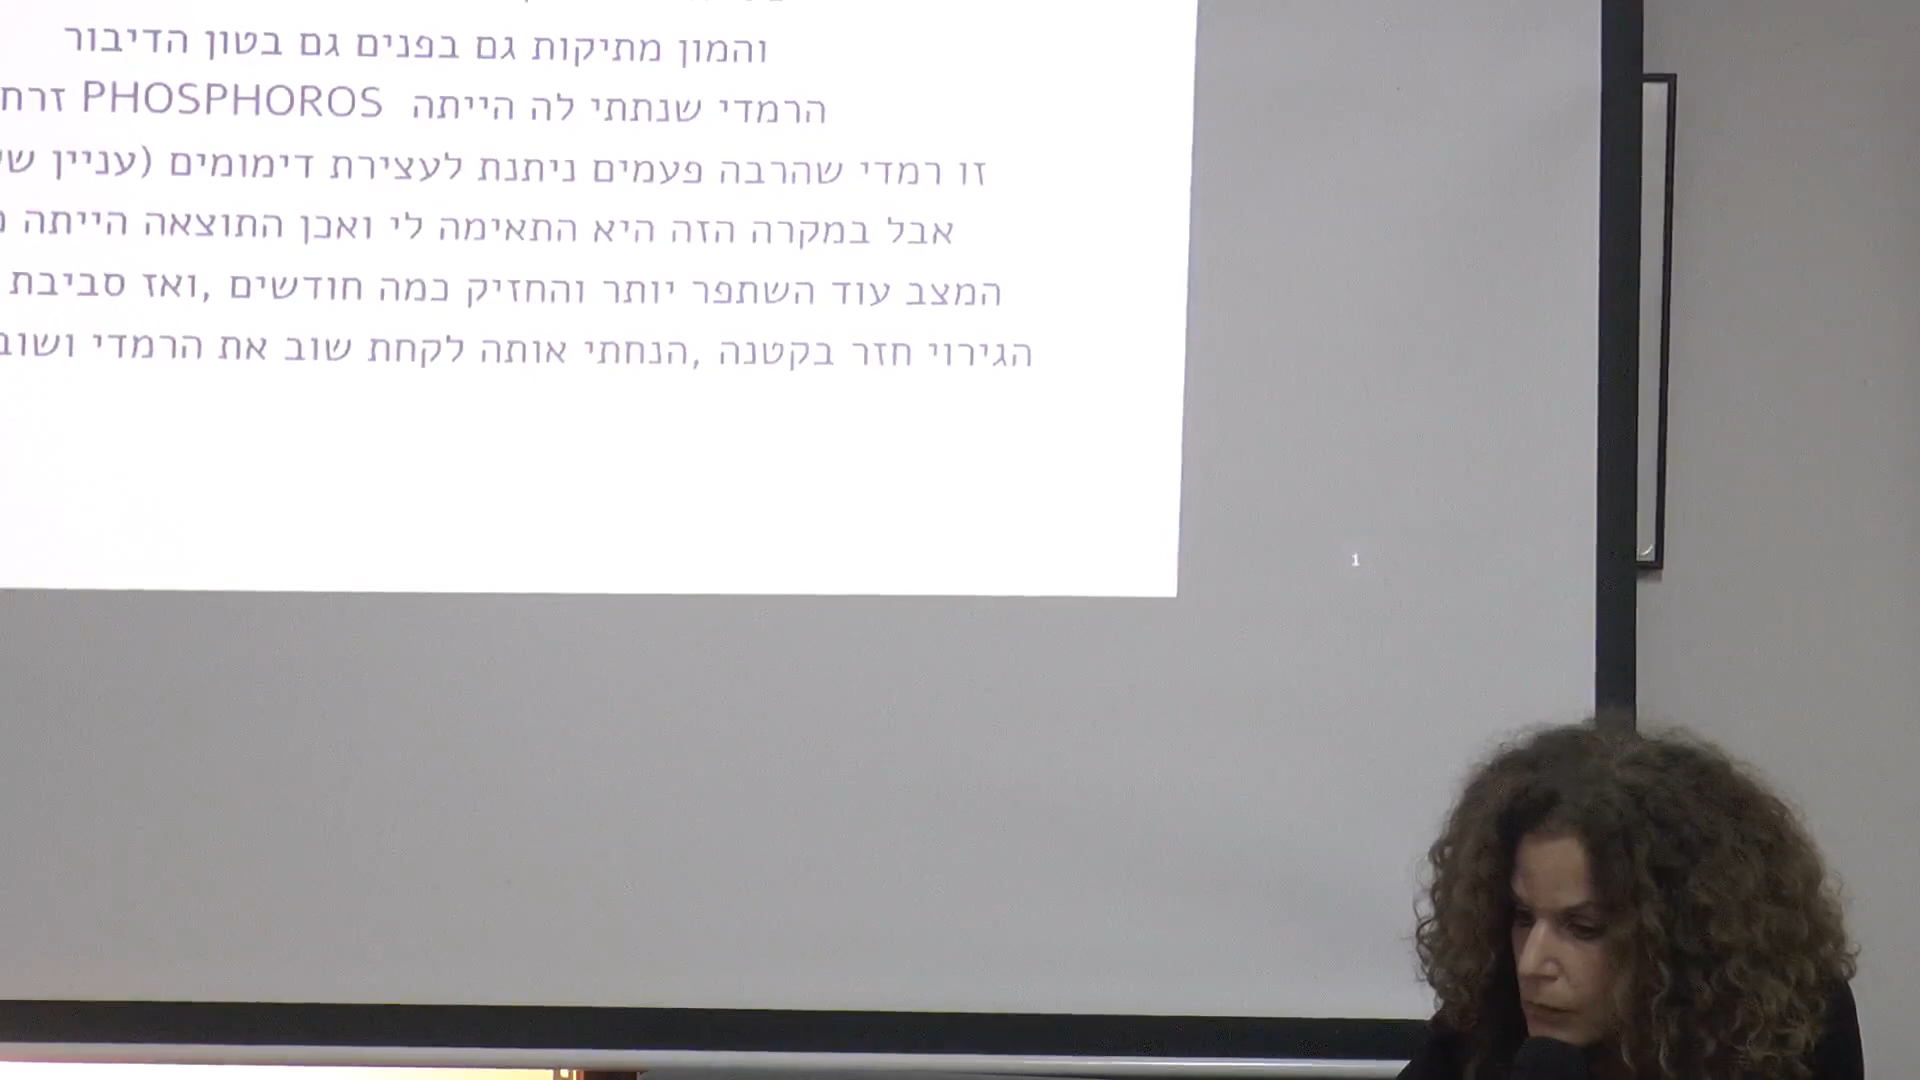 והמון מתיקות גם בפנים גם בטון הדיבור
הרמדי שנתתי לה הייתה PHOSPHOROS זרח
זו רמדי שהרבה פעמים ניתנת לעצירת דימומים (עניין
אבל במקרה הזה היא התאימה לי ואכן התוצאה הייתה
המצב עוד השתפר יותר והחזיק כמה חודשים ,ואז סביבת
הגירוי חזר בקטנה ,הנחתי אותה לקחת שוב את הרמדי ושוב
1